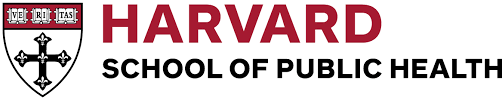 VE RI TAS
HARVARD
SCHOOL OF PUBLIC HEALTH